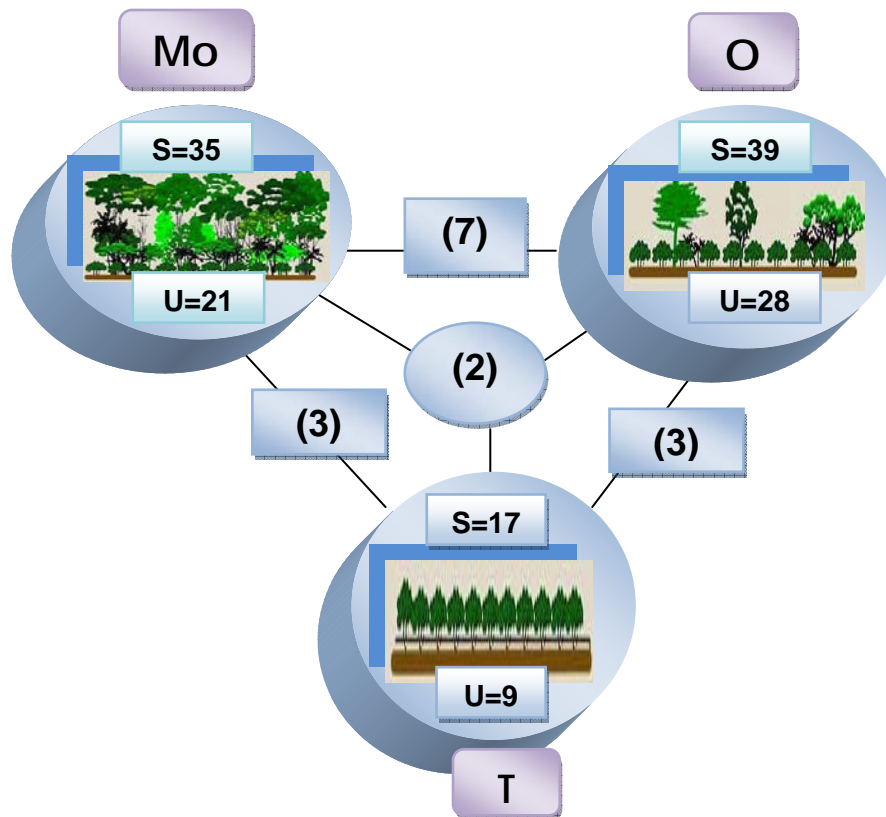 Mo
O
S=35
S=39
(7)
U=21
U=28
(2)
(3)
(3)
S=17
U=9
T